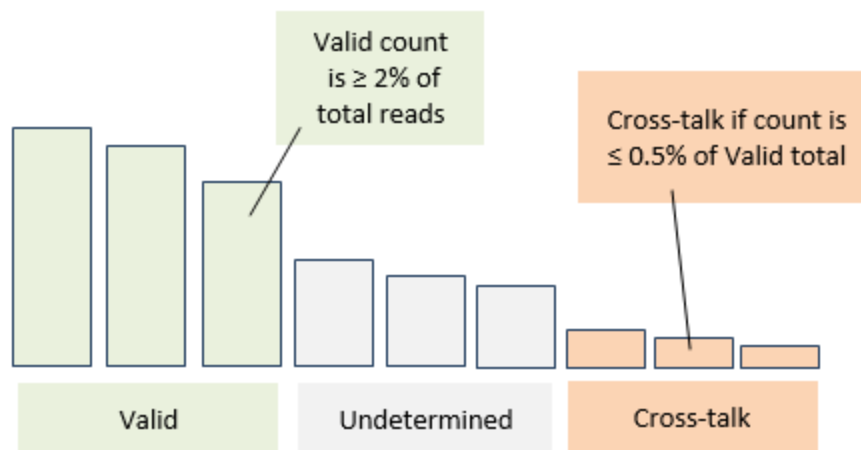 Valid count
is ≥ 2% of
total reads
Cross-talk if count is
≤ 0.5% of Valid total
Valid
Undetermined
Cross-talk